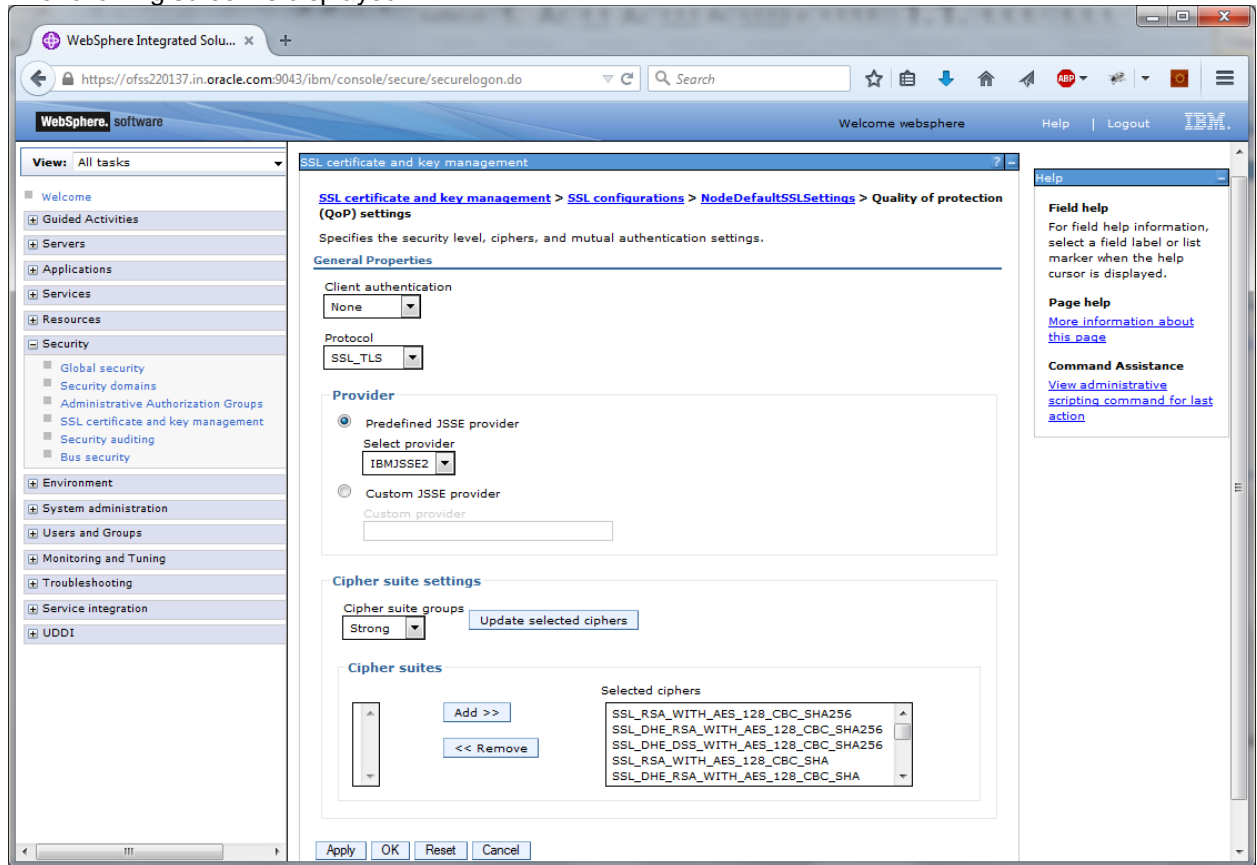 WebSphere Integrated Solu...
https://ofss220137.in.oracle.com:9043/ibm/console/secure/securelogon.do
Search
ABP
WebSphere. software
Welcome websphere
Help | Logout
IBM.
View: All tasks
Welcome
Guided Activities
Servers
Applications
Services
Resources
Security
Global security
Security domains
Administrative Authorization Groups
SSL certificate and key management
Security auditing
Bus security
Environment
System administration
Users and Groups
Monitoring and Tuning
Troubleshooting
Service integration
UDDI
SSL certificate and key management
? -
SSL certificate and key management > SSL configurations > NodeDefaultSSLSettings > Quality of protection
(QoP) settings
Specifies the security level, ciphers, and mutual authentication settings.
General Properties
Client authentication
None
Protocol
SSL_TLS
Provider
Predefined JSSE provider
Select provider
IBMJSSE2
Custom JSSE provider
Custom provider
Cipher suite settings
Cipher suite groups
Strong
Update selected ciphers
Cipher suites
Add >>
<< Remove
Selected ciphers
SSL_RSA_WITH_AES_128_CBC_SHA256
SSL_DHE_RSA_WITH_AES_128_CBC_SHA256
SSL_DHE_DSS_WITH_AES_128_CBC_SHA256
SSL_RSA_WITH_AES_128_CBC_SHA
SSL_DHE_RSA_WITH_AES_128_CBC_SHA
Apply
OK
Reset
Cancel
Help
Field help
For field help information,
select a field label or list
marker when the help
cursor is displayed.
Page help
More information about
this page
Command Assistance
View administrative
scripting command for last
action